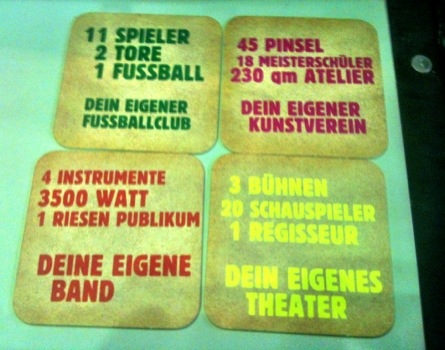 11 SPIELER
2 TORE
1 FUSSBALL
DEIN EIGENER
FUSSBALLCLUB
45 PINSEL
18 MEISTERSCHÜLER
230 qm ATELIER
DEIN EIGENER
KUNSTVEREIN
4 INSTRUMENTE
3500 WATT
1 RIESEN PUBLIKUM
DEINE EIGENE
BAND
3 BÜHNEN
20 SCHAUSPIELER
1 REGISSEUR
DEIN EIGENES
THEATER